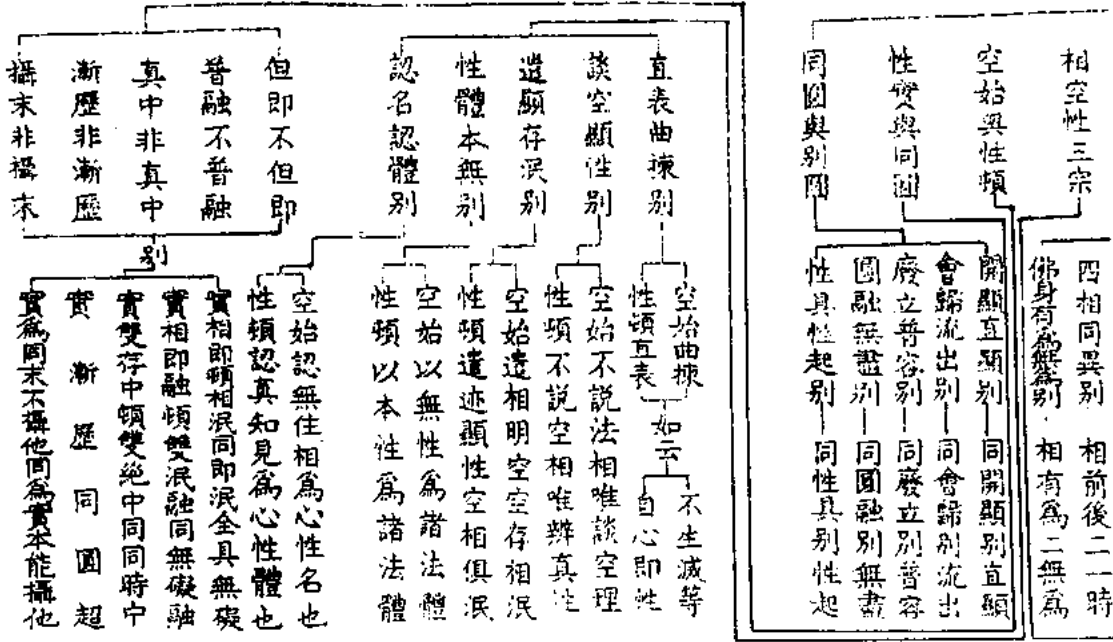 相空性三宗
空始與性頓
性實與同圓
同圓與別圓
四相同異別
相前後二一時
佛身有為無為別
相有為二無為
開顯直顯別
同開顯別直顯
會歸流出別
同會歸別流出
廢立普容別
同廢立別普容
圓融無盡別
同圓融別無盡
性具性起別
同性具別性起
直表曲揀別
談空顯性別
遣顯存泯別
性體本無別
認名認體別
空始曲揀
性頓直表
如云
不生滅等
自心即性
空始不說法相唯談空理
性頓不說空相唯辨真性
空始遣相明空空存相泯
性頓遣迹顯性空相俱泯
空始以無性為諸法體
性頓以本性為諸法體
空始認無住相為心性名也
性頓認真知見為心性體也
但即不但即
普融不普融
真中非真中
漸歷非漸歷
攝末非攝末
別
實相即頓相泯同即泯全具無礙
實相即融頓雙泯融同無礙融
實雙存中頓雙絕中同同時中
實漸歷同圓超
實為同末不攝他同為實本能攝他